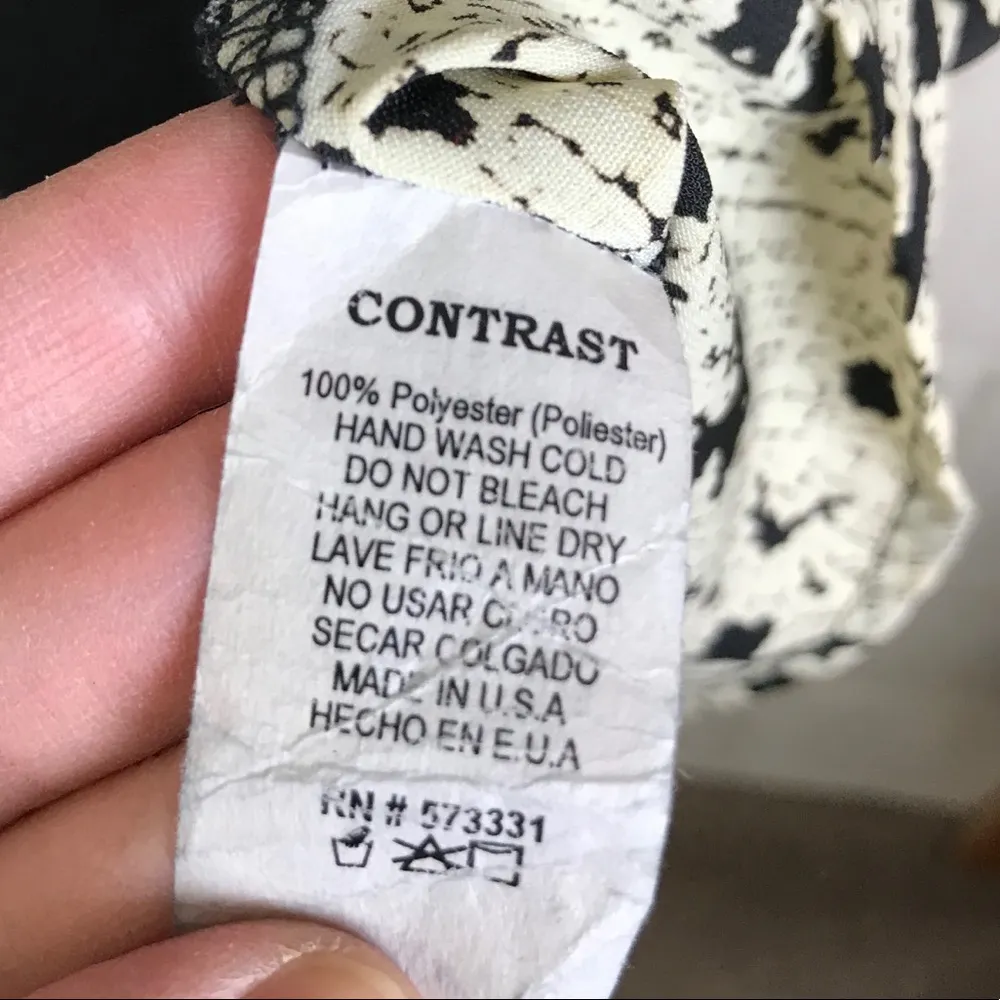 CONTRAST
100% Polyester (Poliester)
HAND WASH COLD
DO NOT BLEACH
HANG OR LINE DRY
LAVE FRIO A MANO
NO USAR
SECAR COLGADO
MADE IN U.S.A
HECHO EN E.U.A
RN # 573331